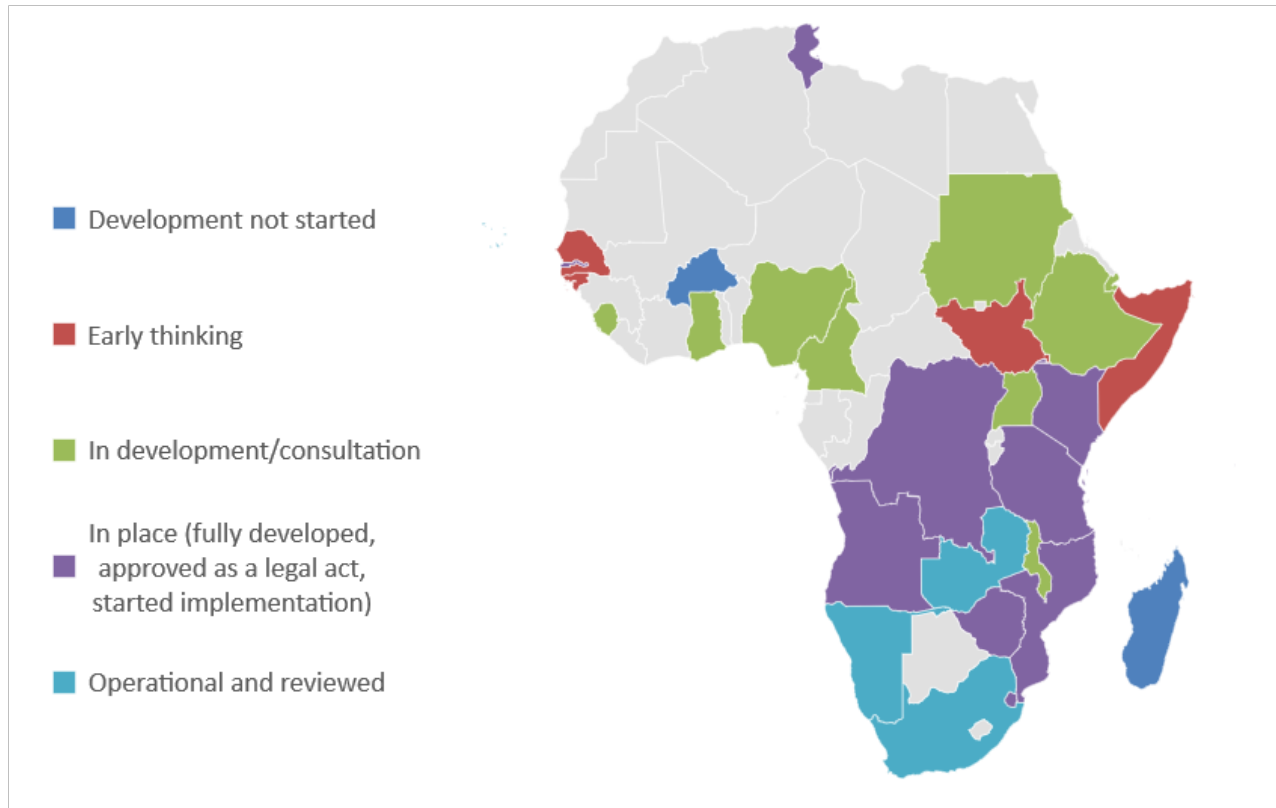 Development not started
Early thinking
In development/consultation
In place (fully developed,
approved as a legal act,
started implementation)
Operational and reviewed